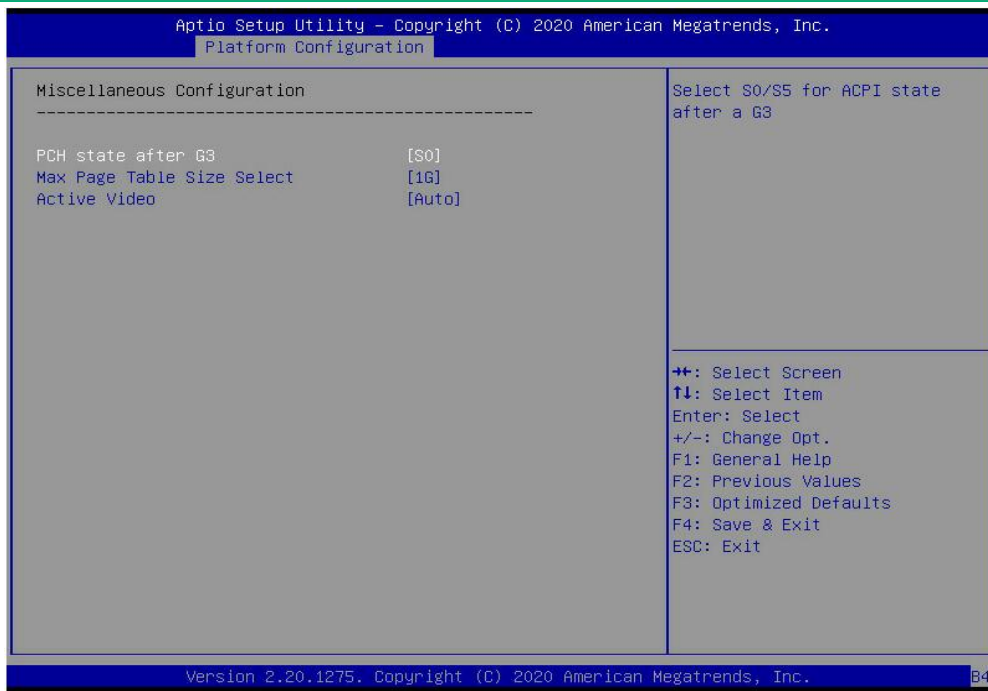 Aptio Setup Utility – Copyright (C) 2020 American Megatrends, Inc.
Platform Configuration
Miscellaneous Configuration
--------------------------------------------------
PCH state after G3 [S0]
Max Page Table Size Select [1G]
Active Video [Auto]
Select S0/S5 for ACPI state
after a G3
→←: Select Screen
↑↓: Select Item
Enter: Select
+/-: Change Opt.
F1: General Help
F2: Previous Values
F3: Optimized Defaults
F4: Save & Exit
ESC: Exit
Version 2.20.1275. Copyright (C) 2020 American Megatrends, Inc.
B4